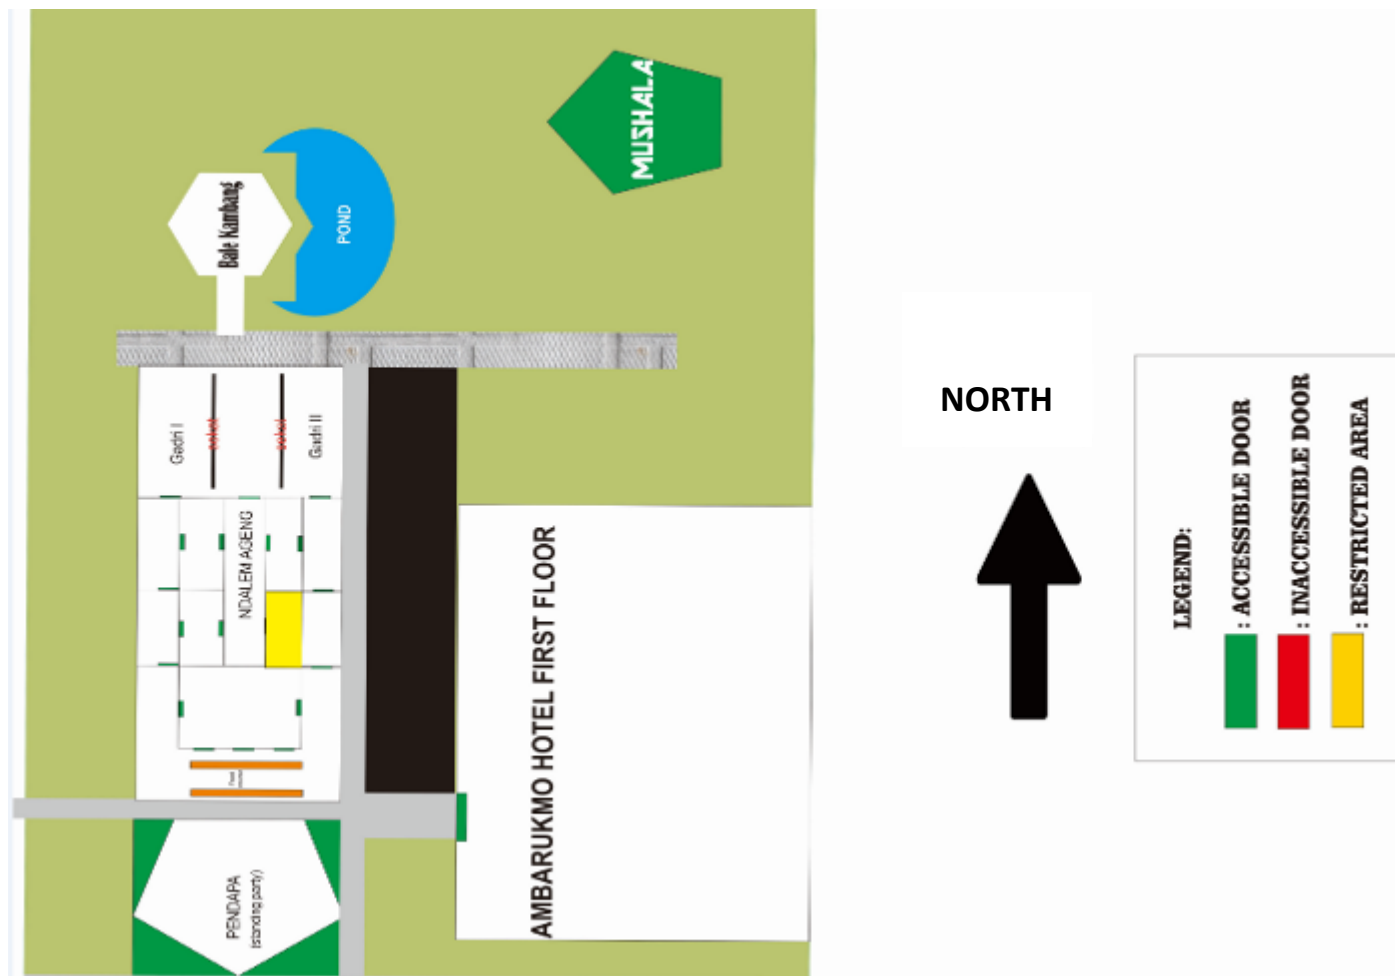 MUSHALA
Bale Kambang
POND
NORTH
Gadri I
Gadri II
NDALEM AGENG
AMBARUKMO HOTEL FIRST FLOOR
PENDAPA
(standing party)
LEGEND:
: ACCESSIBLE DOOR
: INACCESSIBLE DOOR
: RESTRICTED AREA